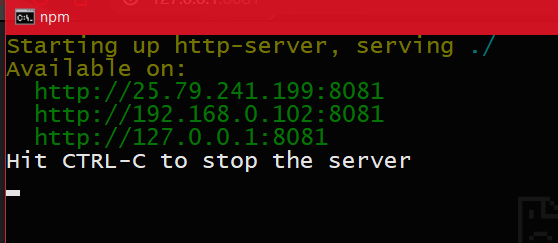 npm
Starting up http-server, serving ./
Available on:
http://25.79.241.199:8081
http://192.168.0.102:8081
http://127.0.0.1:8081
Hit CTRL-C to stop the server